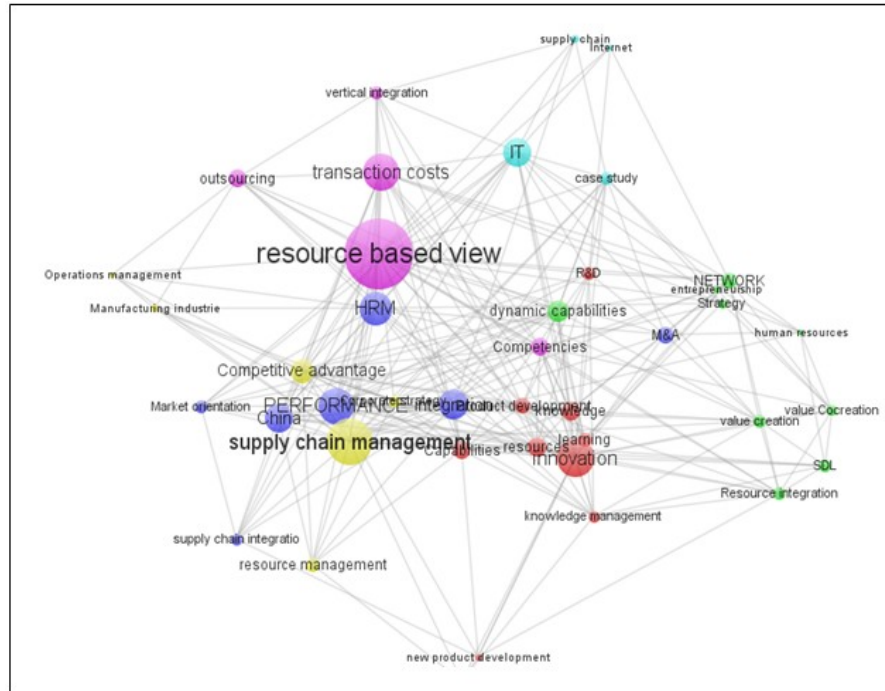 supply chain
Internet
vertical integration
IT
transaction costs
outsourcing
case study
resource based view
R&D
Operations management
NETWORK
entrepreneurship
Strategy
Manufacturing industrie
HRM
dynamic capabilities
human resources
M&A
Competencies
Competitive advantage
Corporate strategy
Market orientation
PERFORMANCE
integration
Product development
knowledge
value Cocreation
China
value creation
supply chain management
learning
resources
Capabilities
innovation
SDL
Resource integration
knowledge management
supply chain integratio
resource management
new product development